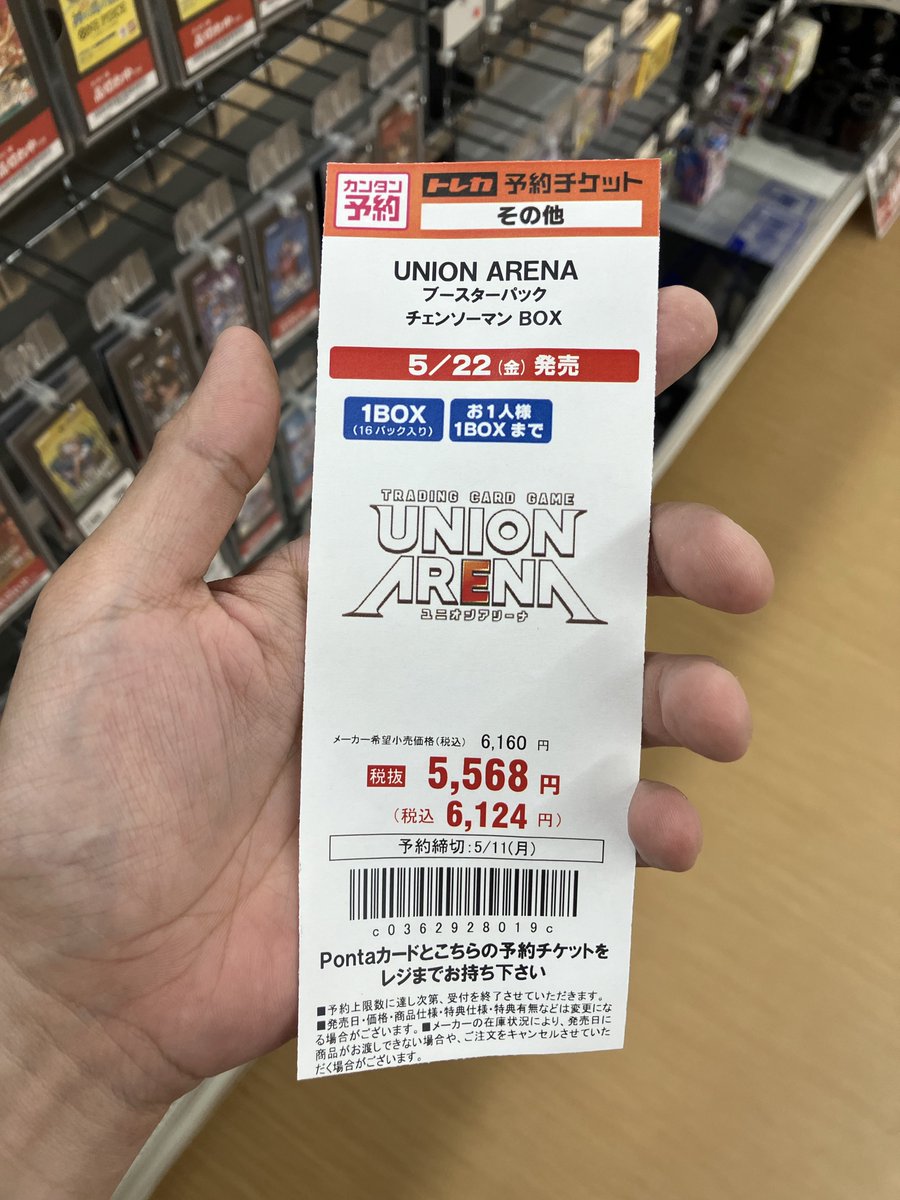 カンタン
予約
トレカ 予約チケット
その他
UNION ARENA
ブースターパック
チェンソーマン BOX
5/22(金)発売
1BOX
(16パック入り)
お1人様
1BOXまで
TRADING CARD GAME
UNION
ARENA
ユニオンアリーナ
メーカー希望小売価格(税込) 6,160 円
税抜 5,568 円
(税込 6,124 円)
予約締切:5/11(月)
c0362928019c
Pontaカードとこちらの予約チケットを
レジまでお持ち下さい
■予約上限数に達し次第、受付を終了させていただきます。
■発売日・価格・商品仕様・特典仕様・特典有無などは変更にな
る場合がございます。■メーカーの在庫状況により、発売日に
商品がお渡しできない場合や、ご注文をキャンセルさせていた
だく場合がございます。